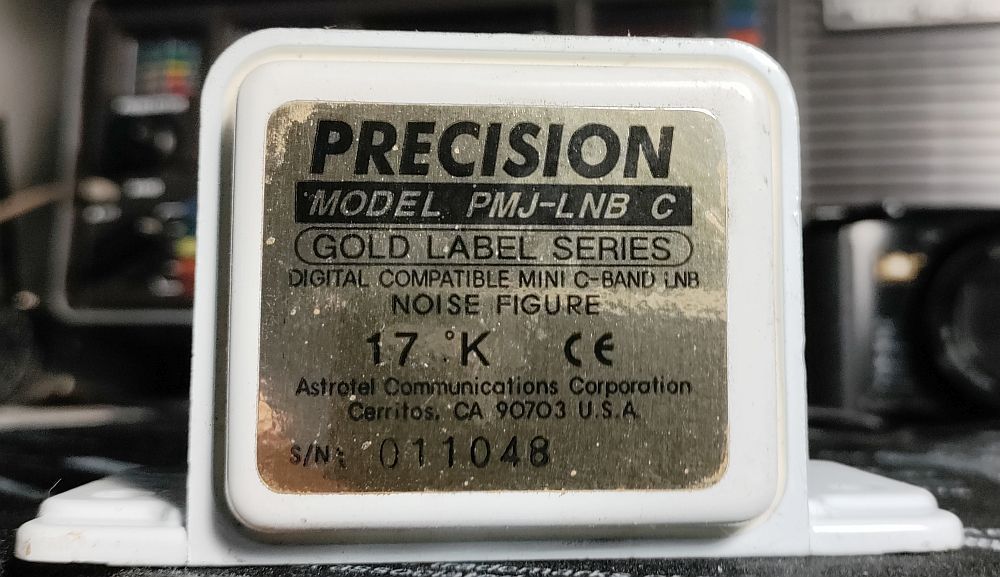 PRECISION
MODEL PMJ-LNB C
GOLD LABEL SERIES
DIGITAL COMPATIBLE MINI C-BAND LNB
NOISE FIGURE
17 °K CE
Astrotel Communications Corporation
Cerritos, CA 90703 U.S.A.
S/N: 011048